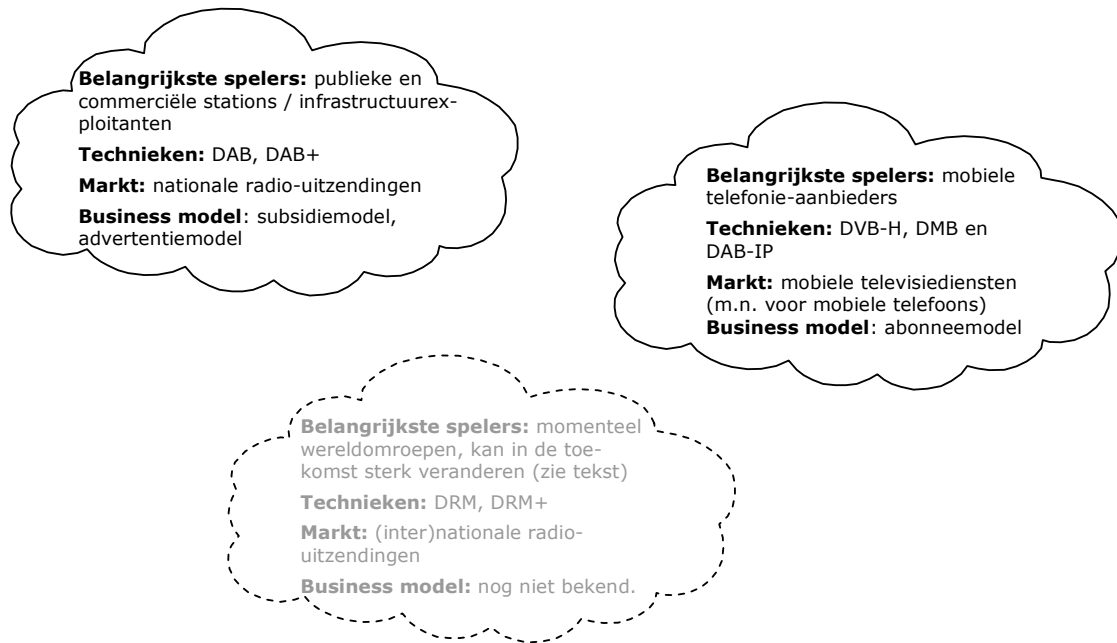 Belangrijkste spelers: publieke en
commerciële stations / infrastructuurex-
ploitanten
Technieken: DAB, DAB+
Markt: nationale radio-uitzendingen
Business model: subsidiemodel,
advertentiemodel
Belangrijkste spelers: mobiele
telefonie-aanbieders
Technieken: DVB-H, DMB en
DAB-IP
Markt: mobiele televisiediensten
(m.n. voor mobiele telefoons)
Business model: abonneemodel
Belangrijkste spelers: momenteel
wereldomroepen, kan in de toe-
komst sterk veranderen (zie tekst)
Technieken: DRM, DRM+
Markt: (inter)nationale radio-
uitzendingen
Business model: nog niet bekend.